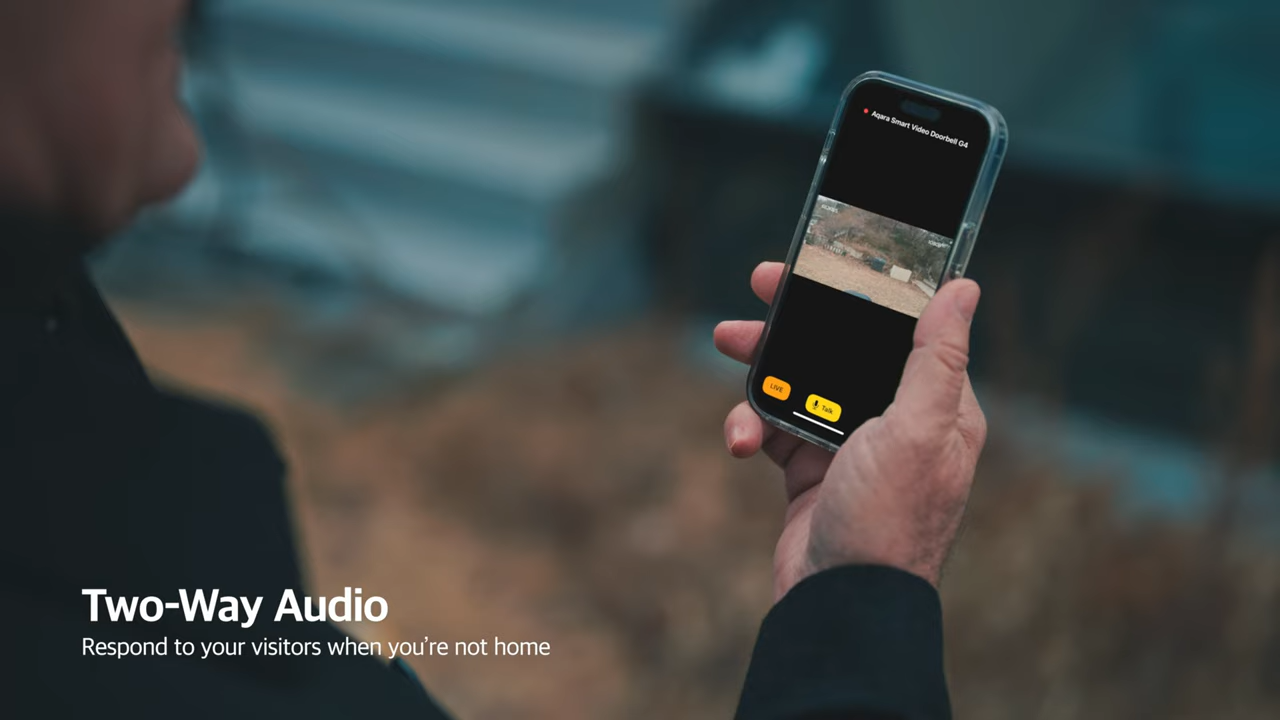 Aqara Smart Video Doorbell G4
LIVE
Talk
Two-Way Audio
Respond to your visitors when you're not home